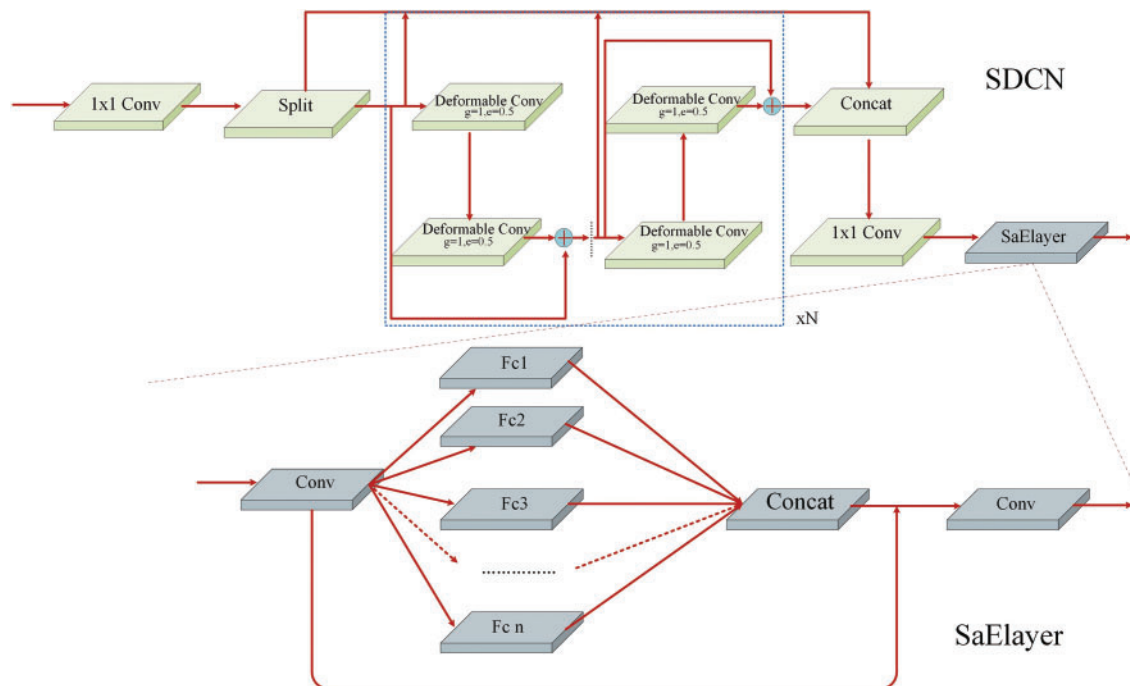 SDCN
1x1 Conv
Split
Deformable Conv
g=1,e=0.5
Deformable Conv
g=1,e=0.5
Concat
Deformable Conv
g=1,e=0.5
Deformable Conv
g=1,e=0.5
1x1 Conv
SaElayer
xN
Fc1
Fc2
Conv
Fc3
Concat
Conv
..............
Fc n
SaElayer